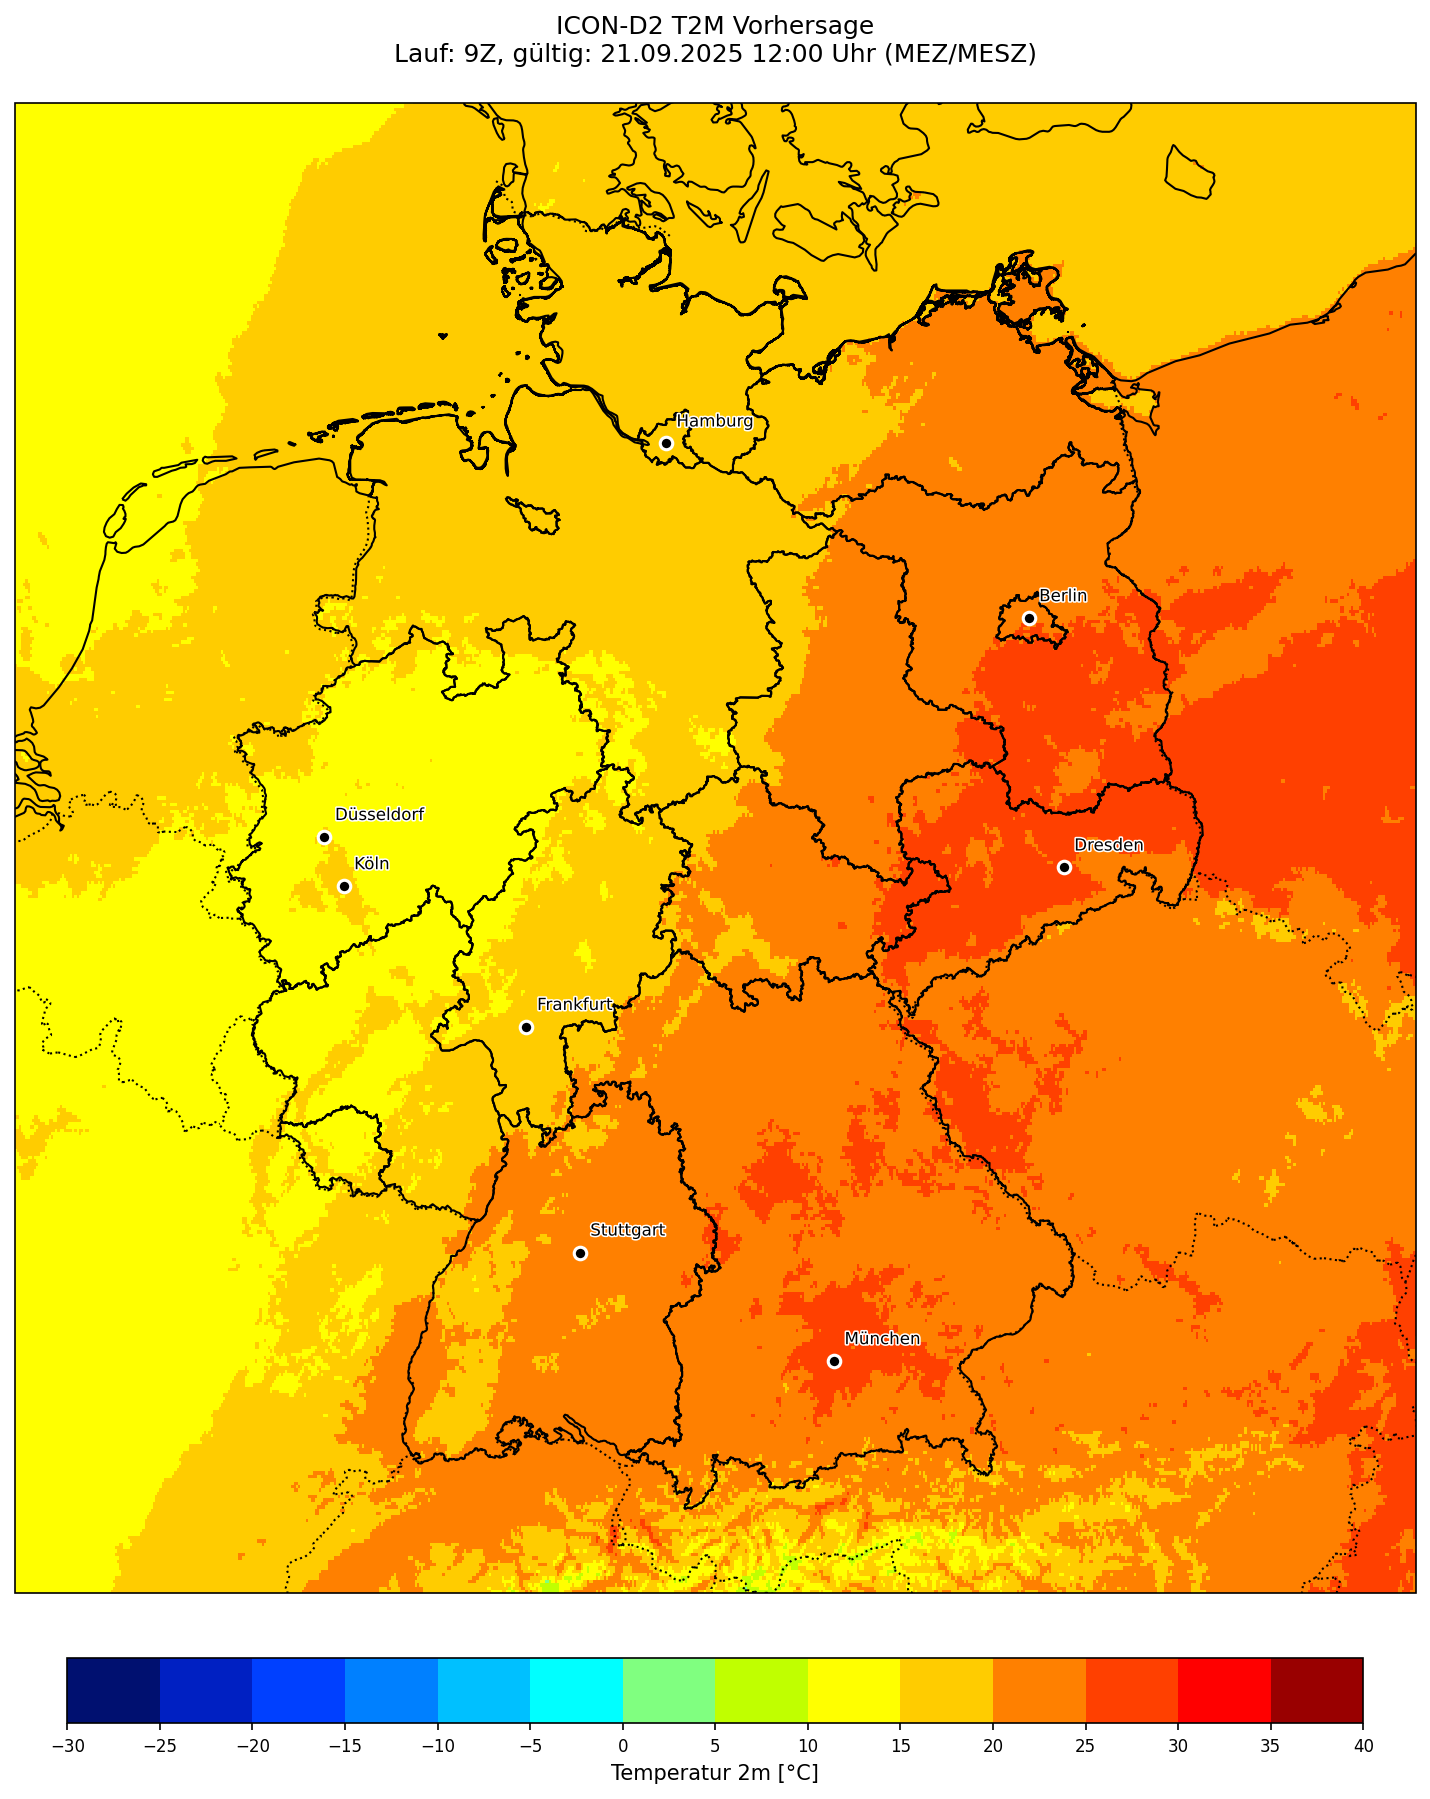 ICON-D2 T2M Vorhersage
Lauf: 9Z, gültig: 21.09.2025 12:00 Uhr (MEZ/MESZ)
Hamburg
Berlin
Düsseldorf
Dresden
Köln
Frankfurt
Stuttgart
München
−30 −25 −20 −15 −10 −5 0 5 10 15 20 25 30 35 40
Temperatur 2m [°C]